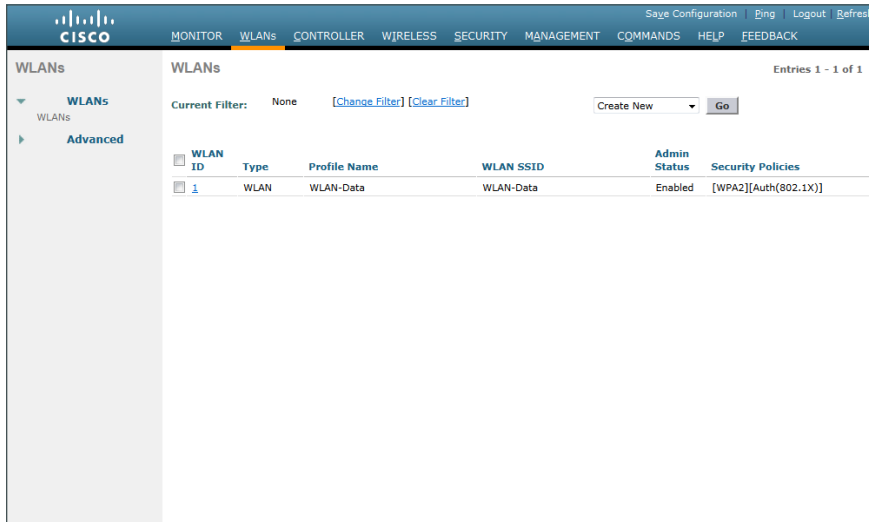 Save Configuration | Ping | Logout | Refresh
CISCO
MONITOR WLANs CONTROLLER WIRELESS SECURITY MANAGEMENT COMMANDS HELP FEEDBACK
WLANs
WLANs
WLANs
Advanced
WLANs
Entries 1 - 1 of 1
Current Filter: None [Change Filter] [Clear Filter] Create New Go
WLAN ID Type Profile Name WLAN SSID Admin Status Security Policies
1 WLAN WLAN-Data WLAN-Data Enabled [WPA2][Auth(802.1X)]